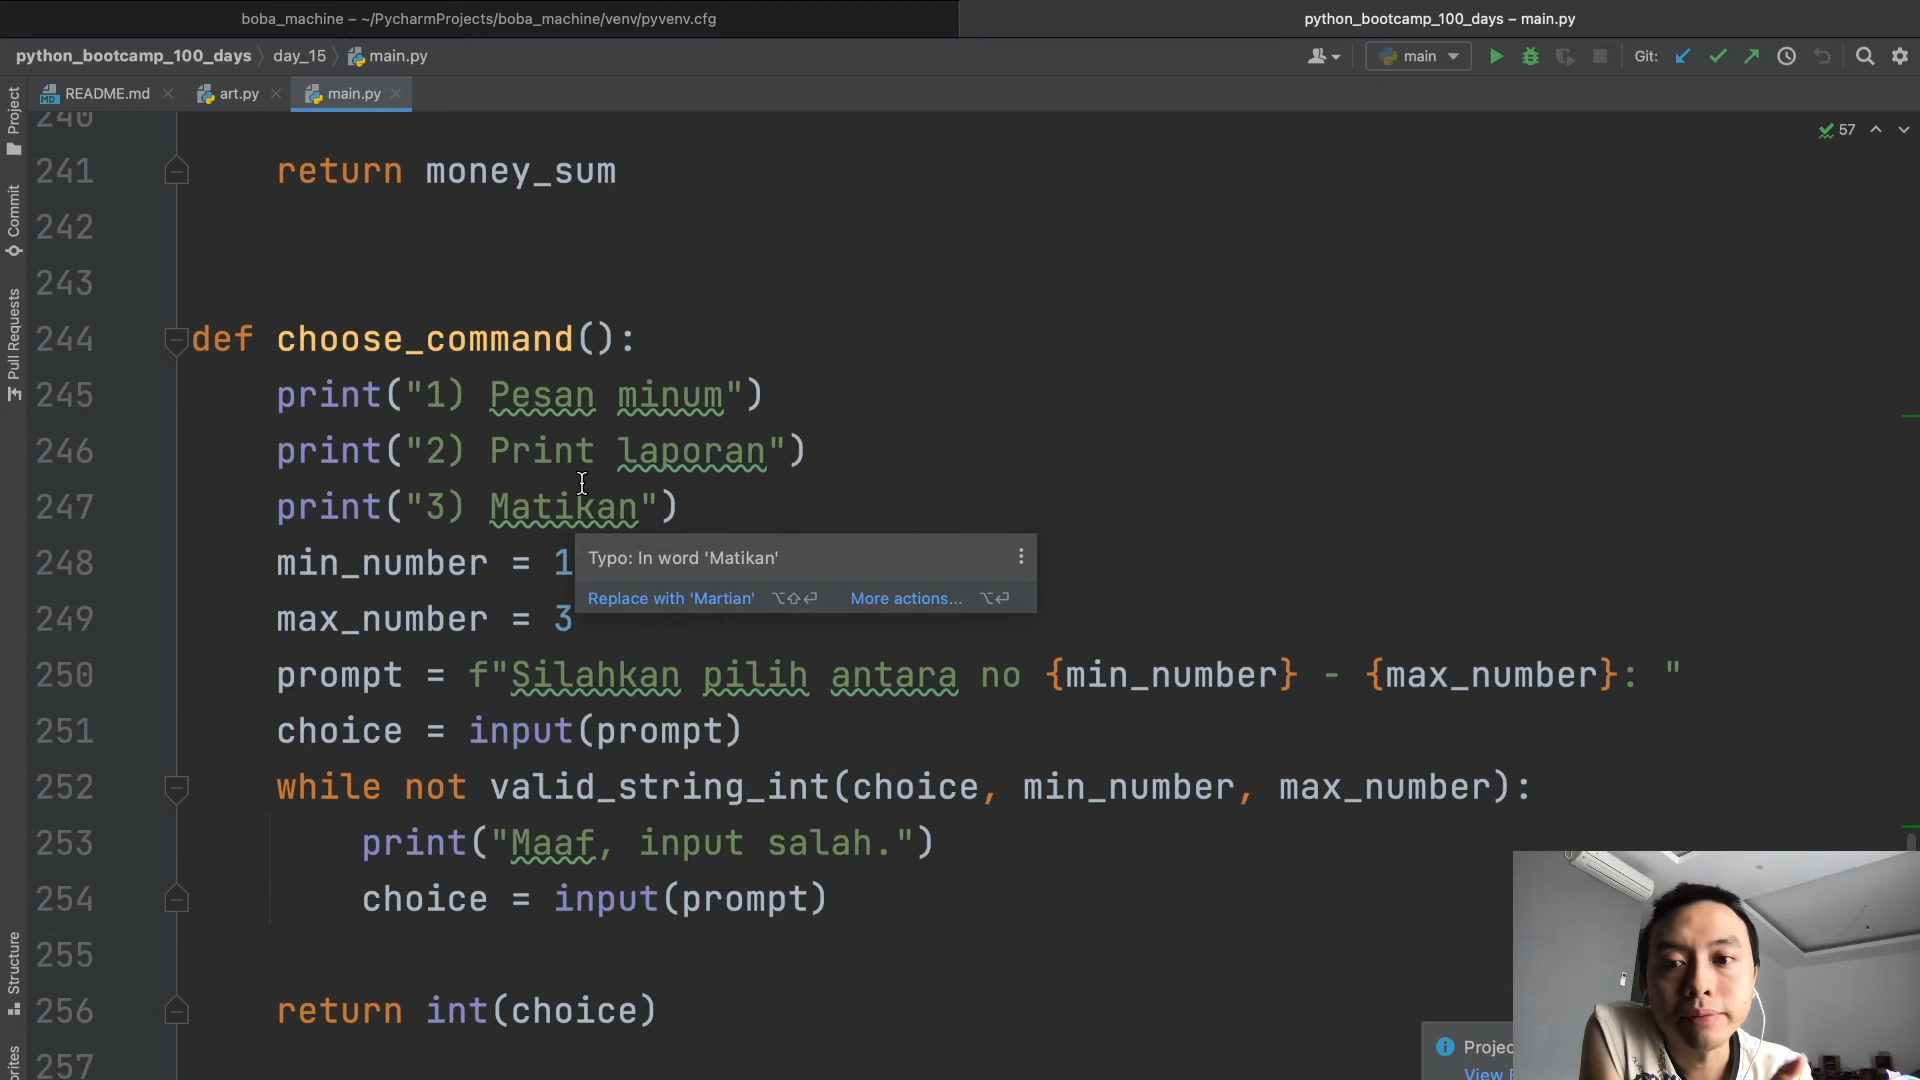 boba_machine – ~/PycharmProjects/boba_machine/venv/pyvenv.cfg
python_bootcamp_100_days – main.py
python_bootcamp_100_days day_15 main.py
main
Git:
Project
Commit
Pull Requests
Structure
README.md
art.py
main.py
57
240
241 return money_sum
242
243
244 def choose_command():
245 print("1) Pesan minum")
246 print("2) Print laporan")
247 print("3) Matikan")
248 min_number = 1
Typo: In word 'Matikan'
Replace with 'Martian' ⌥⇧⏎ More actions... ⌥⏎
249 max_number = 3
250 prompt = f"Silahkan pilih antara no {min_number} - {max_number}: "
251 choice = input(prompt)
252 while not valid_string_int(choice, min_number, max_number):
253 print("Maaf, input salah.")
254 choice = input(prompt)
255
256 return int(choice)
257
Projec
View